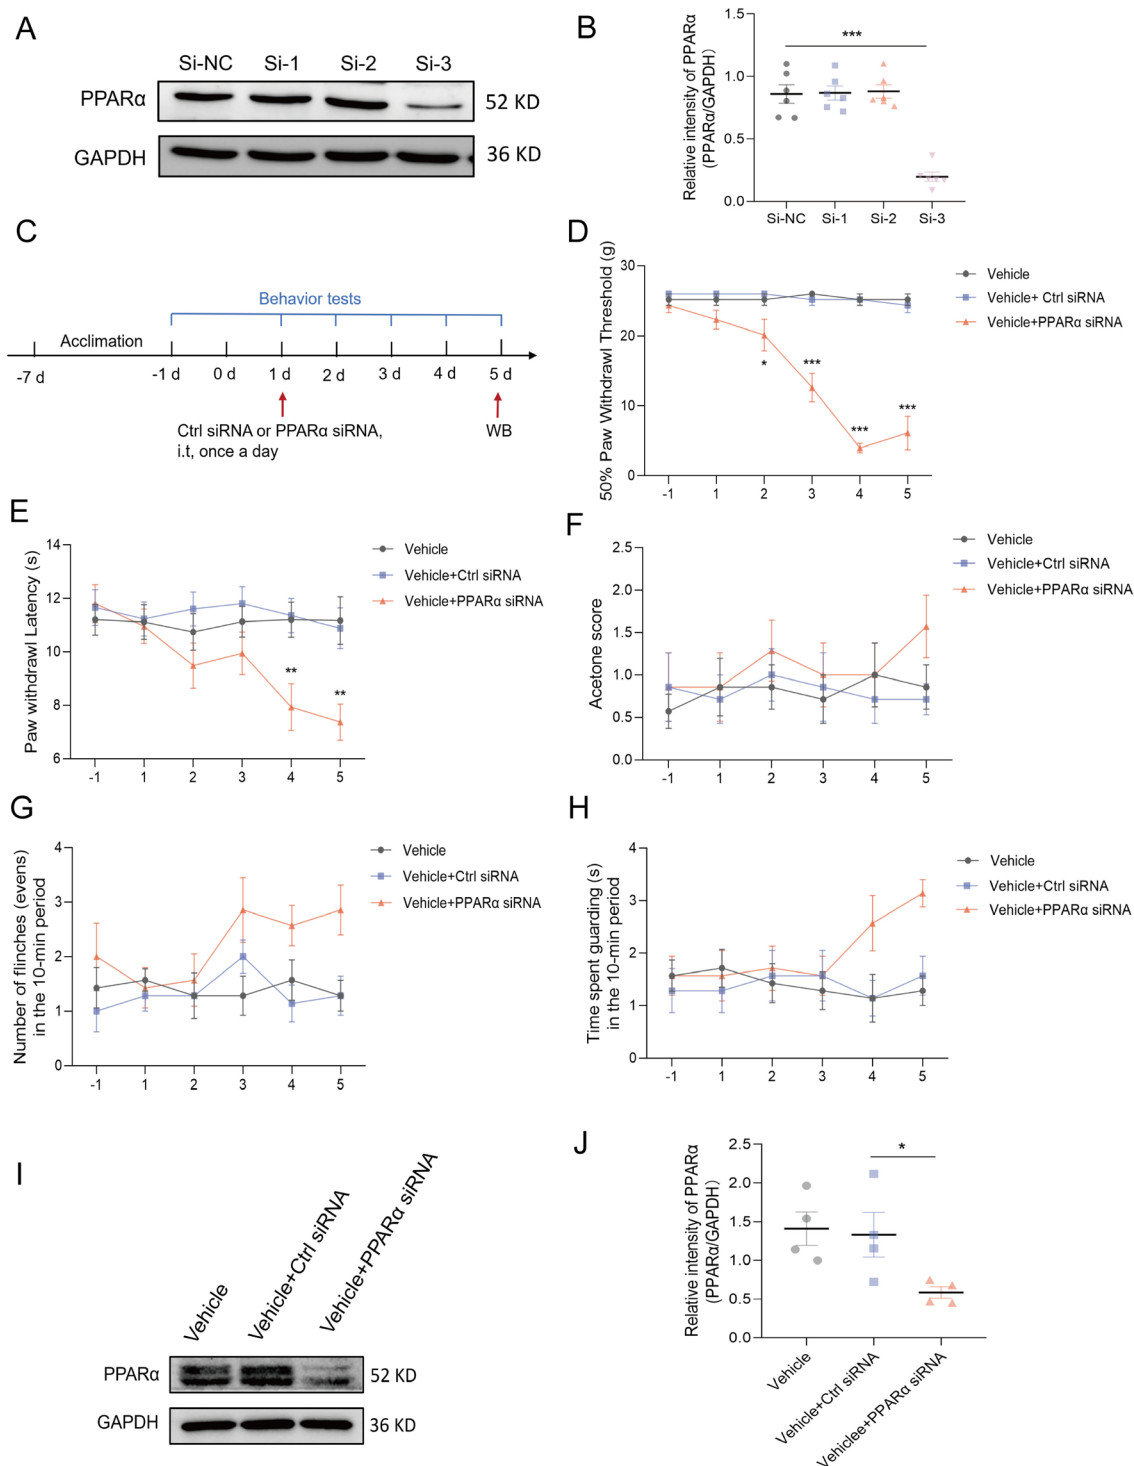 A
Si-NC Si-1 Si-2 Si-3
PPARα
52 KD
GAPDH
36 KD
B
Relative intensity of PPARα
(PPARα/GAPDH)
1.5
1.0
0.5
0.0
***
Si-NC Si-1 Si-2 Si-3
C
Behavior tests
Acclimation
-7 d -1 d 0 d 1 d 2 d 3 d 4 d 5 d
Ctrl siRNA or PPARα siRNA,
i.t, once a day
WB
D
50% Paw Withdrawl Threshold (g)
30
20
10
0
* *** *** ***
-1 1 2 3 4 5
Vehicle
Vehicle+ Ctrl siRNA
Vehicle+PPARα siRNA
E
Paw withdrawl Latency (s)
14
12
10
8
6
** **
-1 1 2 3 4 5
Vehicle
Vehicle+Ctrl siRNA
Vehicle+PPARα siRNA
F
Acetone score
2.5
2.0
1.5
1.0
0.5
0.0
-1 1 2 3 4 5
Vehicle
Vehicle+Ctrl siRNA
Vehicle+PPARα siRNA
G
Number of flinches (evens)
in the 10-min period
4
3
2
1
0
-1 1 2 3 4 5
Vehicle
Vehicle+Ctrl siRNA
Vehicle+PPARα siRNA
H
Time spent guarding (s)
in the 10-min period
4
3
2
1
0
-1 1 2 3 4 5
Vehicle
Vehicle+Ctrl siRNA
Vehicle+PPARα siRNA
I
Vehicle
Vehicle+Ctrl siRNA
Vehicle+PPARα siRNA
PPARα
52 KD
GAPDH
36 KD
J
Relative intensity of PPARα
(PPARα/GAPDH)
2.5
2.0
1.5
1.0
0.5
0.0
*
Vehicle
Vehicle+Ctrl siRNA
Vehiclee+PPARα siRNA